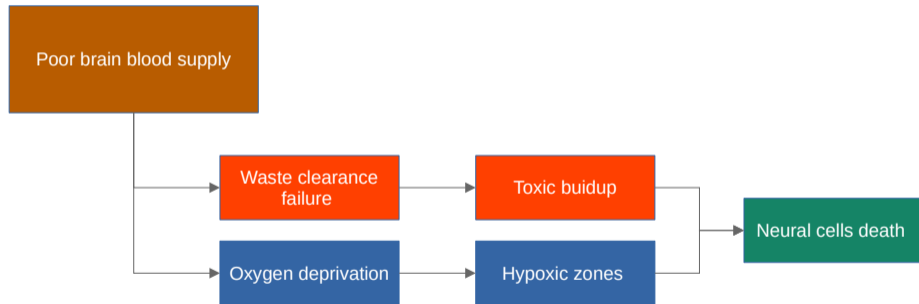 Poor brain blood supply
Waste clearance
failure
Toxic buidup
Oxygen deprivation
Hypoxic zones
Neural cells death